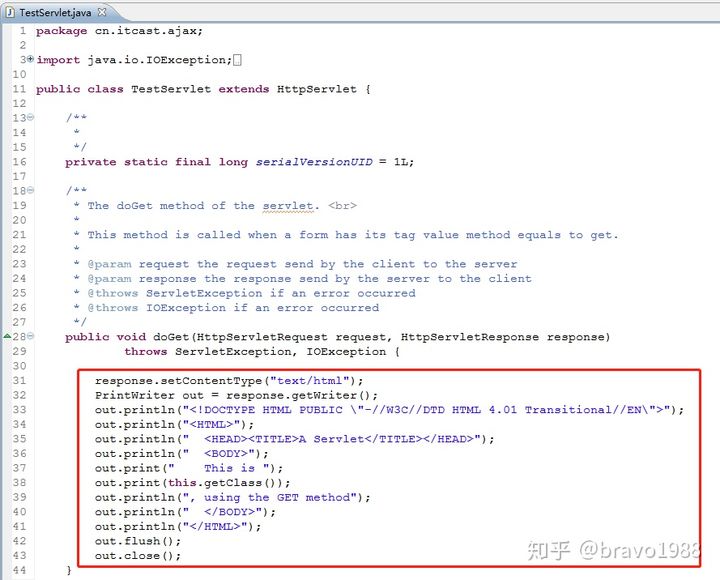 TestServlet.java
1 package cn.itcast.ajax;
2
3 import java.io.IOException;
10
11 public class TestServlet extends HttpServlet {
12
13 /**
14 *
15 */
16 private static final long serialVersionUID = 1L;
17
18 /**
19 * The doGet method of the servlet. <br>
20 *
21 * This method is called when a form has its tag value method equals to get.
22 *
23 * @param request the request send by the client to the server
24 * @param response the response send by the server to the client
25 * @throws ServletException if an error occurred
26 * @throws IOException if an error occurred
27 */
28 public void doGet(HttpServletRequest request, HttpServletResponse response)
29 throws ServletException, IOException {
30
31 response.setContentType("text/html");
32 PrintWriter out = response.getWriter();
33 out.println("<!DOCTYPE HTML PUBLIC \"-//W3C//DTD HTML 4.01 Transitional//EN\">");
34 out.println("<HTML>");
35 out.println("  <HEAD><TITLE>A Servlet</TITLE></HEAD>");
36 out.println("  <BODY>");
37 out.print("    This is ");
38 out.print(this.getClass());
39 out.println(", using the GET method");
40 out.println("  </BODY>");
41 out.println("</HTML>");
42 out.flush();
43 out.close();
44 }
知乎 @bravo1988